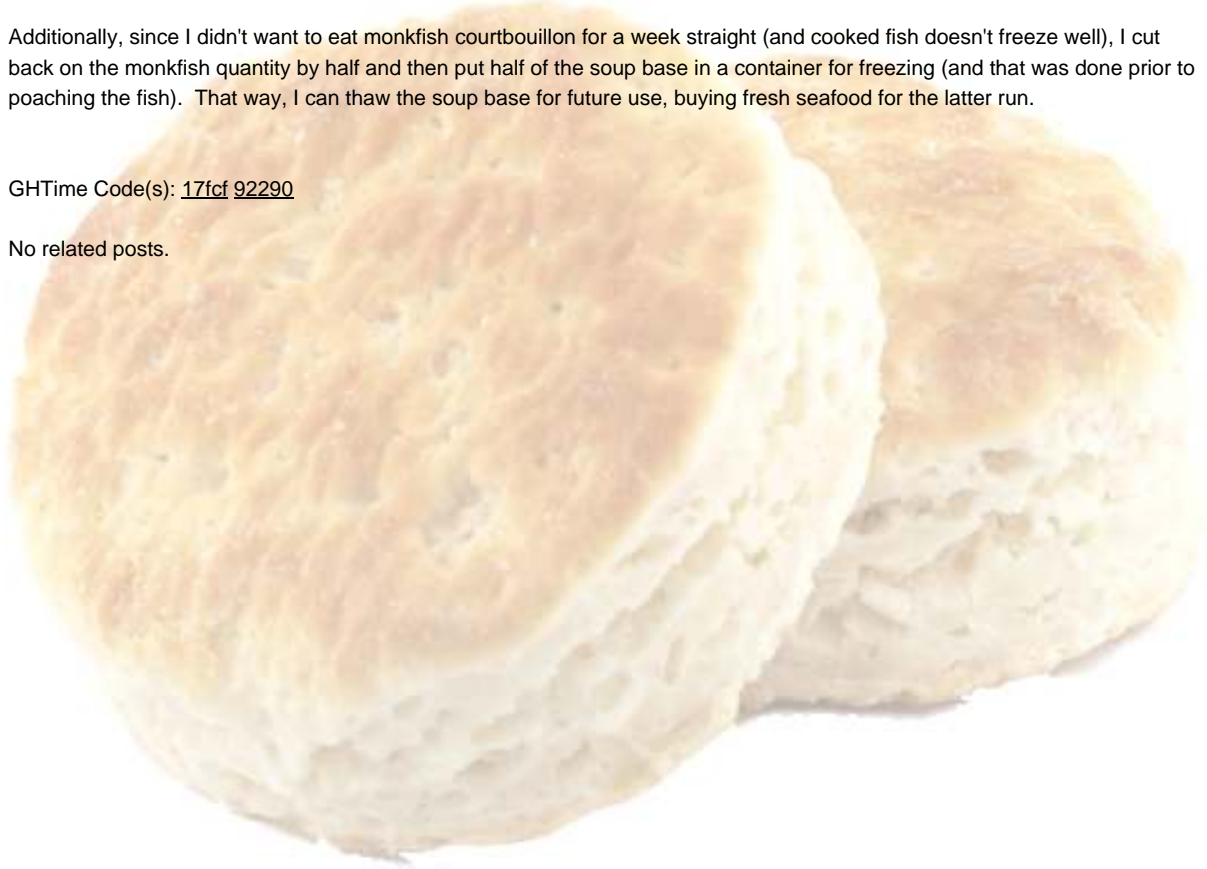 Additionally, since I didn't want to eat monkfish courtbouillon for a week straight (and cooked fish doesn't freeze well), I cut
back on the monkfish quantity by half and then put half of the soup base in a container for freezing (and that was done prior to
poaching the fish).  That way, I can thaw the soup base for future use, buying fresh seafood for the latter run.
GHTime Code(s): 17fcf 92290
No related posts.